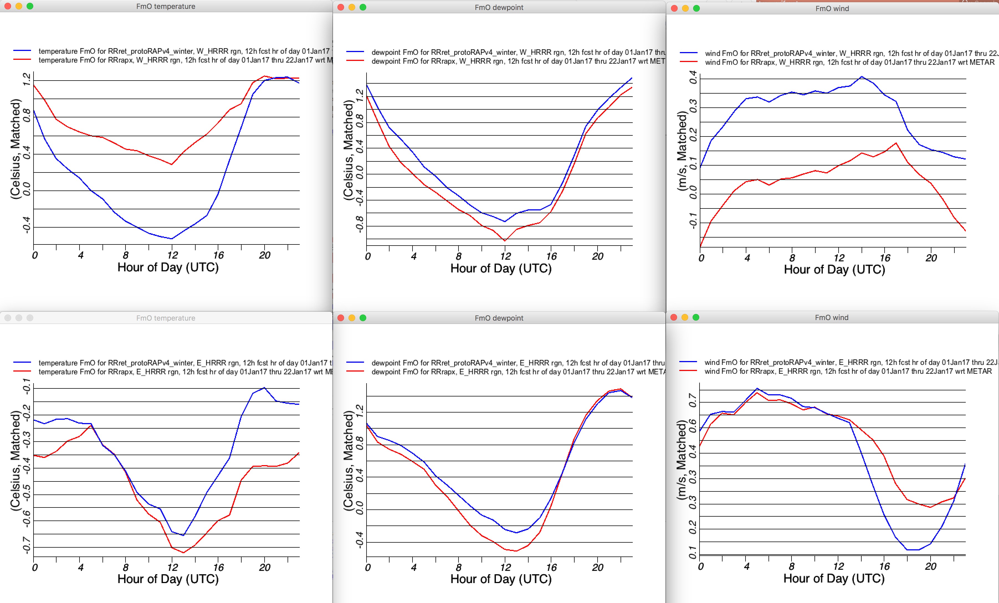 FmO temperature
temperature FmO for RRret_protoRAPv4_winter, W_HRRR rgn, 12h fcst hr of day 01Jan17
temperature FmO for RRrapx, W_HRRR rgn, 12h fcst hr of day 01Jan17 thru 22Jan17 wrt M
(Celsius, Matched)
1.2
0.8
0.4
0.0
-0.4
0 4 8 12 16 20
Hour of Day (UTC)
FmO dewpoint
dewpoint FmO for RRret_protoRAPv4_winter, W_HRRR rgn, 12h fcst hr of day 01Jan17 thru
dewpoint FmO for RRrapx, W_HRRR rgn, 12h fcst hr of day 01Jan17 thru 22Jan17 wrt MET
(Celsius, Matched)
1.2
0.8
0.4
0.0
-0.4
-0.8
0 4 8 12 16 20
Hour of Day (UTC)
FmO wind
wind FmO for RRret_protoRAPv4_winter, W_HRRR rgn, 12h fcst hr of day 01Jan17 thru 22J
wind FmO for RRrapx, W_HRRR rgn, 12h fcst hr of day 01Jan17 thru 22Jan17 wrt METAR
(m/s, Matched)
0.4
0.3
0.2
0.1
0.0
-0.1
0 4 8 12 16 20
Hour of Day (UTC)
FmO temperature
temperature FmO for RRret_protoRAPv4_winter, E_HRRR rgn, 12h fcst hr of day 01Jan17 t
temperature FmO for RRrapx, E_HRRR rgn, 12h fcst hr of day 01Jan17 thru 22Jan17 wrt ME
(Celsius, Matched)
-0.1
-0.2
-0.3
-0.4
-0.5
-0.6
-0.7
0 4 8 12 16 20
Hour of Day (UTC)
FmO dewpoint
dewpoint FmO for RRret_protoRAPv4_winter, E_HRRR rgn, 12h fcst hr of day 01Jan17 thru
dewpoint FmO for RRrapx, E_HRRR rgn, 12h fcst hr of day 01Jan17 thru 22Jan17 wrt META
(Celsius, Matched)
1.2
0.8
0.4
0.0
-0.4
0 4 8 12 16 20
Hour of Day (UTC)
FmO wind
wind FmO for RRret_protoRAPv4_winter, E_HRRR rgn, 12h fcst hr of day 01Jan17 thru 22J
wind FmO for RRrapx, E_HRRR rgn, 12h fcst hr of day 01Jan17 thru 22Jan17 wrt METAR
(m/s, Matched)
0.7
0.6
0.4
0.3
0.3
0.2
0.1
0 4 8 12 16 20
Hour of Day (UTC)